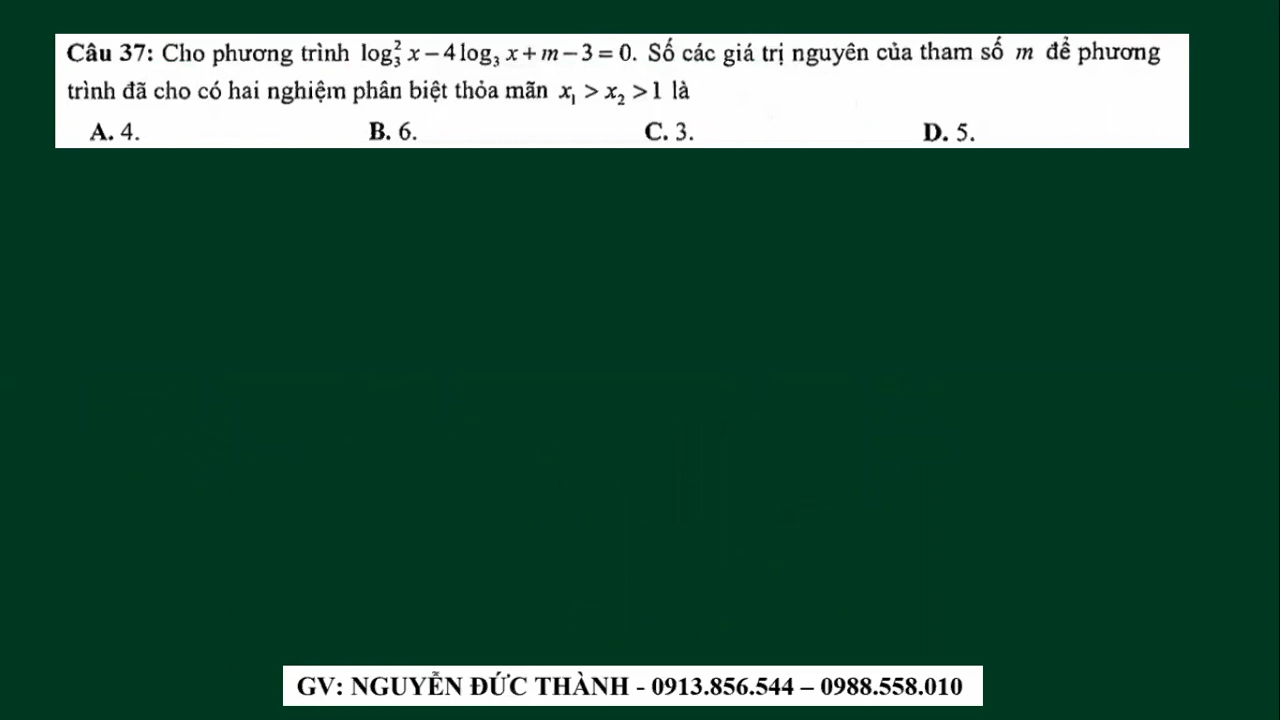 Câu 37: Cho phương trình log₃² x − 4 log₃ x + m − 3 = 0. Số các giá trị nguyên của tham số m để phương
trình đã cho có hai nghiệm phân biệt thỏa mãn x₁ > x₂ > 1 là
A. 4. B. 6. C. 3. D. 5.
GV: NGUYỄN ĐỨC THÀNH - 0913.856.544 – 0988.558.010